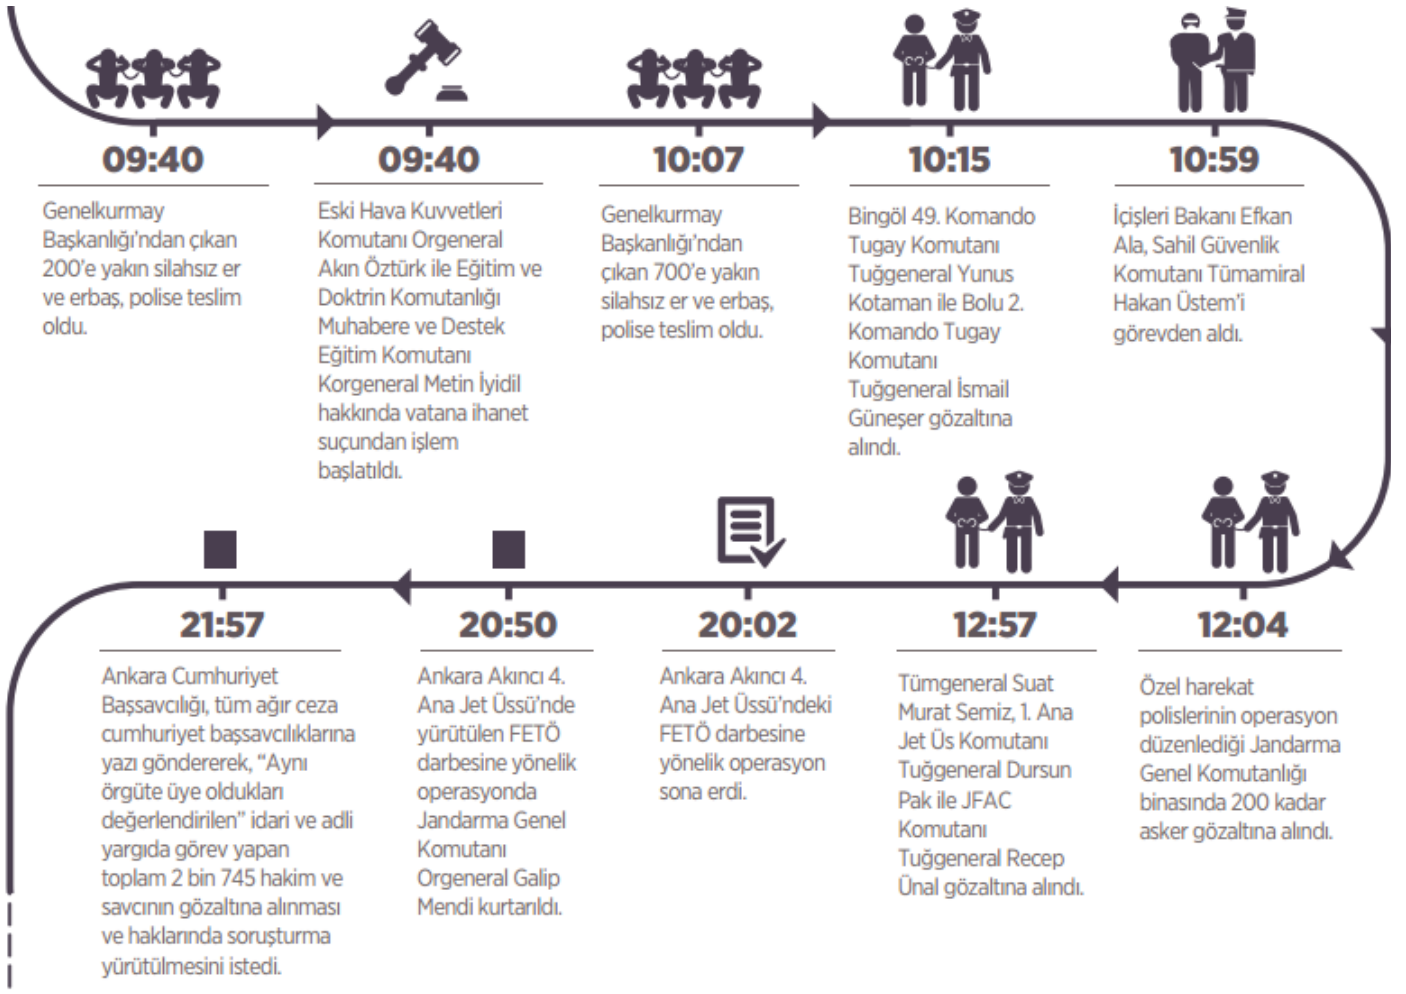 09:40
Genelkurmay
Başkanlığı'ndan çıkan
200'e yakın silahsız er
ve erbaş, polise teslim
oldu.
09:40
Eski Hava Kuvvetleri
Komutanı Orgeneral
Akın Öztürk ile Eğitim ve
Doktrin Komutanlığı
Muhabere ve Destek
Eğitim Komutanı
Korgeneral Metin İyidil
hakkında vatana ihanet
suçundan işlem
başlatıldı.
10:07
Genelkurmay
Başkanlığı'ndan
çıkan 700'e yakın
silahsız er ve erbaş,
polise teslim oldu.
10:15
Bingöl 49. Komando
Tugay Komutanı
Tuğgeneral Yunus
Kotaman ile Bolu 2.
Komando Tugay
Komutanı
Tuğgeneral İsmail
Güneşer gözaltına
alındı.
10:59
İçişleri Bakanı Efkan
Ala, Sahil Güvenlik
Komutanı Tümamiral
Hakan Üstem'i
görevden aldı.
12:04
Özel harekat
polislerinin operasyon
düzenlediği Jandarma
Genel Komutanlığı
binasında 200 kadar
asker gözaltına alındı.
12:57
Tümgeneral Suat
Murat Semiz, 1. Ana
Jet Üs Komutanı
Tuğgeneral Dursun
Pak ile JFAC
Komutanı
Tuğgeneral Recep
Ünal gözaltına alındı.
20:02
Ankara Akıncı 4.
Ana Jet Üssü'ndeki
FETÖ darbesine
yönelik operasyon
sona erdi.
20:50
Ankara Akıncı 4.
Ana Jet Üssü'nde
yürütülen FETÖ
darbesine yönelik
operasyonda
Jandarma Genel
Komutanı
Orgeneral Galip
Mendi kurtarıldı.
21:57
Ankara Cumhuriyet
Başsavcılığı, tüm ağır ceza
cumhuriyet başsavcılıklarına
yazı göndererek, “Aynı
örgüte üye oldukları
değerlendirilen” idari ve adli
yargıda görev yapan
toplam 2 bin 745 hakim ve
savcının gözaltına alınması
ve haklarında soruşturma
yürütülmesini istedi.